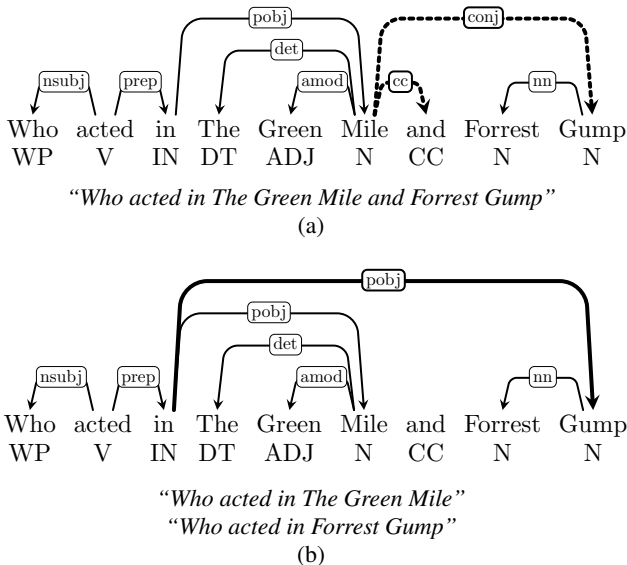 pobj conj
det
nsubj prep amod cc nn
Who acted in The Green Mile and Forrest Gump
WP V IN DT ADJ N CC N N
“Who acted in The Green Mile and Forrest Gump”
(a)
pobj
pobj
det
nsubj prep amod nn
Who acted in The Green Mile and Forrest Gump
WP V IN DT ADJ N CC N N
“Who acted in The Green Mile”
“Who acted in Forrest Gump”
(b)